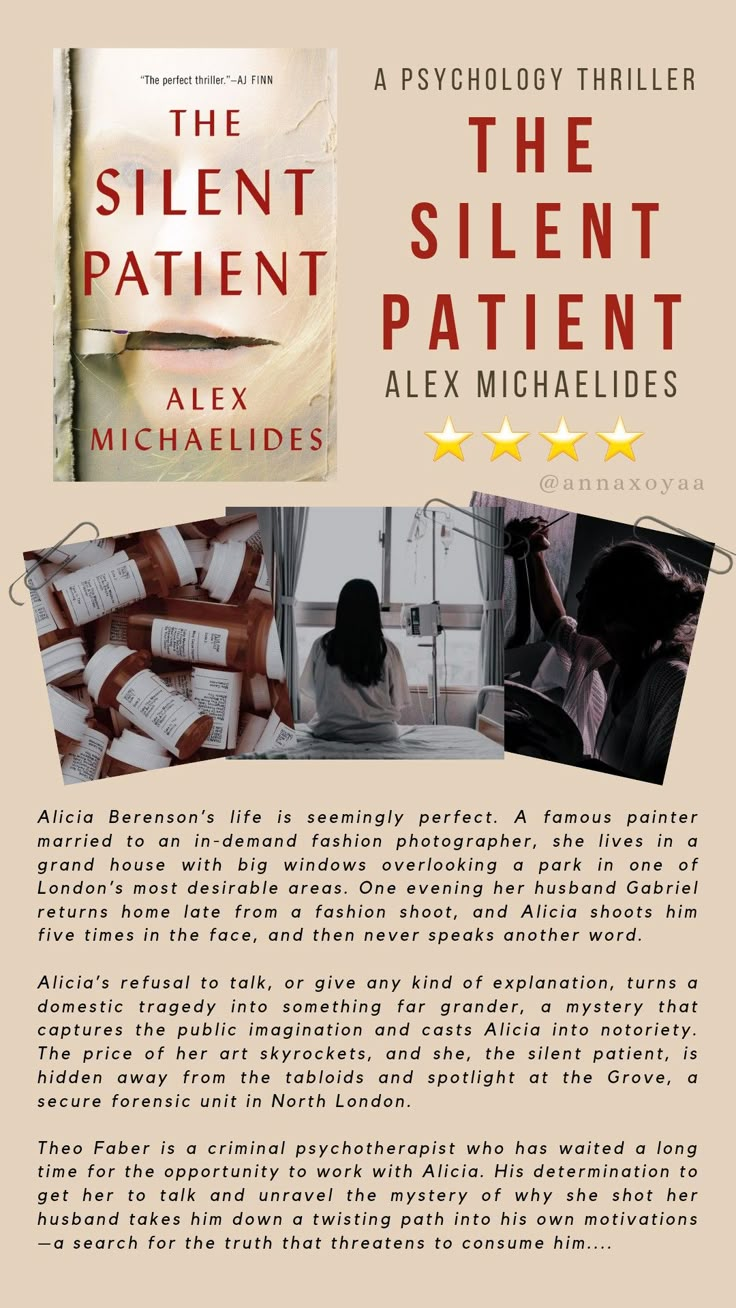 “The perfect thriller.”—AJ FINN
THE
SILENT
PATIENT
ALEX
MICHAELIDES
A PSYCHOLOGY THRILLER
THE
SILENT
PATIENT
ALEX MICHAELIDES
@annaxoyaa
Alicia Berenson’s life is seemingly perfect. A famous painter
married to an in-demand fashion photographer, she lives in a
grand house with big windows overlooking a park in one of
London’s most desirable areas. One evening her husband Gabriel
returns home late from a fashion shoot, and Alicia shoots him
five times in the face, and then never speaks another word.
Alicia’s refusal to talk, or give any kind of explanation, turns a
domestic tragedy into something far grander, a mystery that
captures the public imagination and casts Alicia into notoriety.
The price of her art skyrockets, and she, the silent patient, is
hidden away from the tabloids and spotlight at the Grove, a
secure forensic unit in North London.
Theo Faber is a criminal psychotherapist who has waited a long
time for the opportunity to work with Alicia. His determination to
get her to talk and unravel the mystery of why she shot her
husband takes him down a twisting path into his own motivations
—a search for the truth that threatens to consume him....